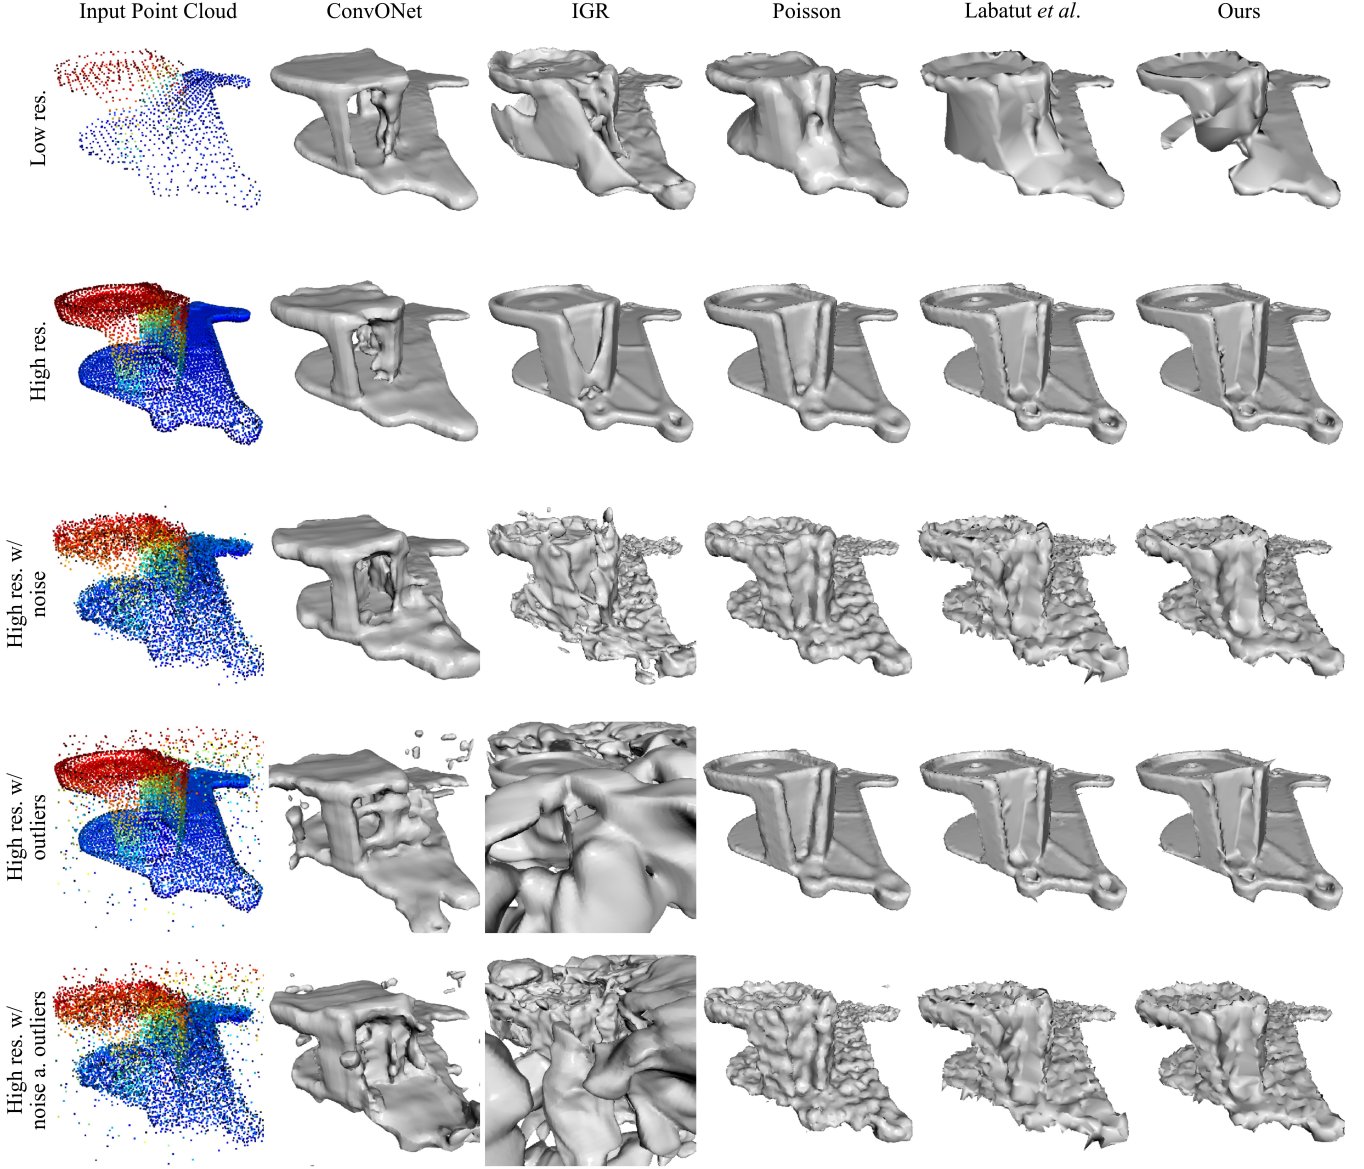 Input Point Cloud ConvONet IGR Poisson Labatut et al. Ours
Low res.
High res.
High res. w/
noise
High res. w/
outliers
High res. w/
noise a. outliers